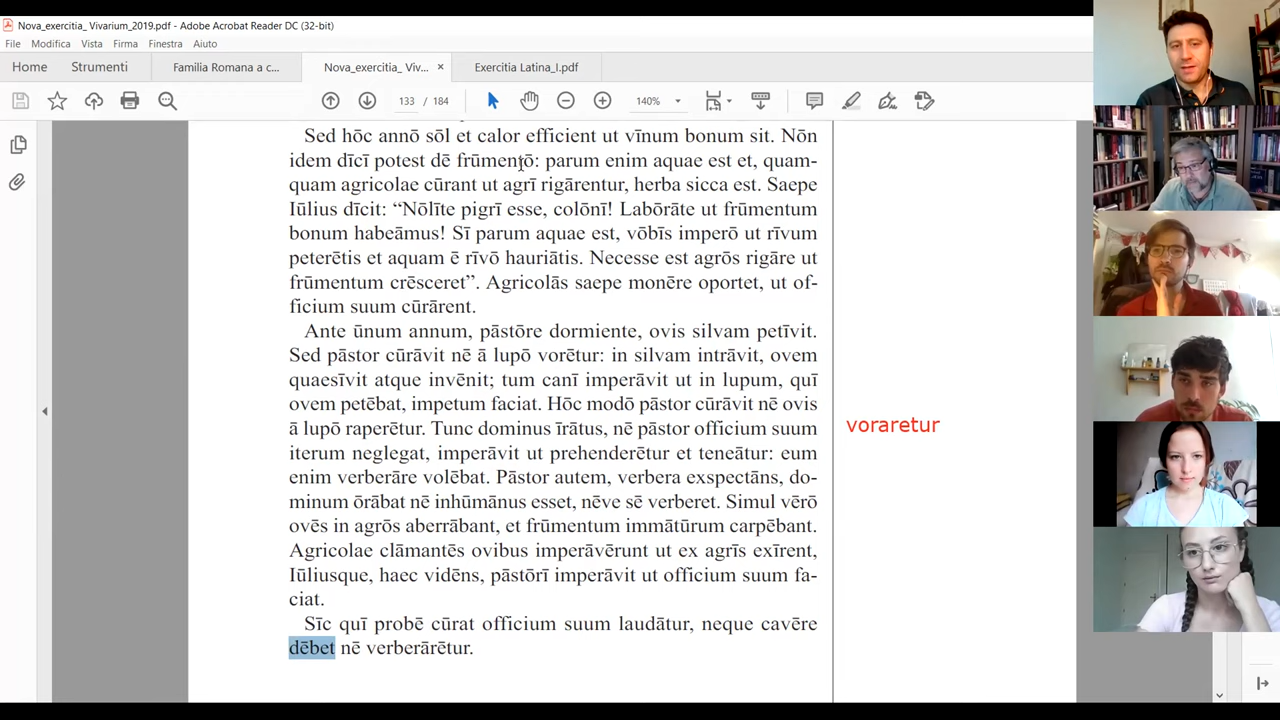 Nova_exercitia_ Vivarium_2019.pdf - Adobe Acrobat Reader DC (32-bit)
File Modifica Vista Firma Finestra Aiuto
Home Strumenti Familia Romana a c... Nova_exercitia_ Viv... × Exercitia Latina_I.pdf
133 / 184 140%
Sed hōc annō sōl et calor efficient ut vīnum bonum sit. Nōn
idem dīcī potest dē frūmentō: parum enim aquae est et, quam-
quam agricolae cūrant ut agrī rigārentur, herba sicca est. Saepe
Iūlius dīcit: “Nōlīte pigrī esse, colōnī! Labōrāte ut frūmentum
bonum habeāmus! Sī parum aquae est, vōbīs imperō ut rīvum
peterētis et aquam ē rīvō hauriātis. Necesse est agrōs rigāre ut
frūmentum crēsceret”. Agricolās saepe monēre oportet, ut of-
ficium suum cūrārent.
Ante ūnum annum, pāstōre dormiente, ovis silvam petīvit.
Sed pāstor cūrāvit nē ā lupō vorētur: in silvam intrāvit, ovem
quaesīvit atque invēnit; tum canī imperāvit ut in lupum, quī
ovem petēbat, impetum faciat. Hōc modō pāstor cūrāvit nē ovis
ā lupō raperētur. Tunc dominus īrātus, nē pāstor officium suum
iterum neglegat, imperāvit ut prehenderētur et teneātur: eum
enim verberāre volēbat. Pāstor autem, verbera exspectāns, do-
minum ōrābat nē inhūmānus esset, nēve sē verberet. Simul vērō
ovēs in agrōs aberrābant, et frūmentum immātūrum carpēbant.
Agricolae clāmantēs ovibus imperāvērunt ut ex agrīs exīrent,
Iūliusque, haec vidēns, pāstōrī imperāvit ut officium suum fa-
ciat.
Sīc quī probē cūrat officium suum laudātur, neque cavēre
dēbet nē verberārētur.
voraretur